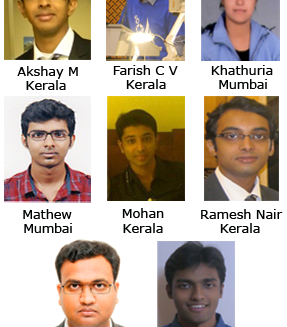 Akshay M
Kerala
Farish C V
Kerala
Khathuria
Mumbai
Mathew
Mumbai
Mohan
Kerala
Ramesh Nair
Kerala